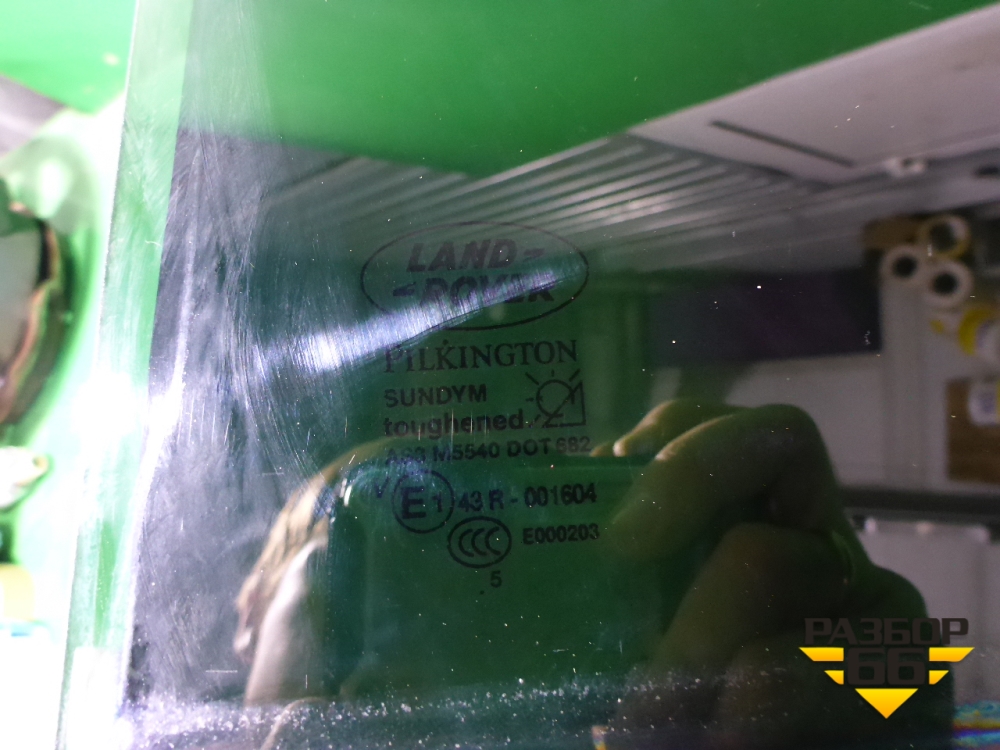 LAND
ROVER
PILKINGTON
SUNDYM
toughened
M5540 DOT 682
V E1 43 R - 001604
CCC E000203
.5
РАЗБОР
66